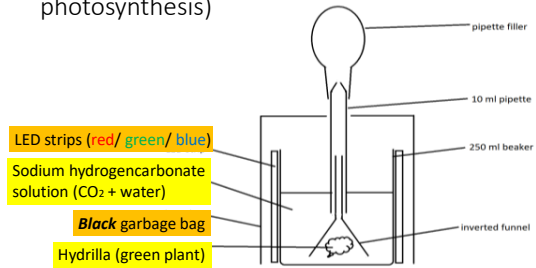 photosynthesis)
pipette filler
10 ml pipette
LED strips (red/ green/ blue)
250 ml beaker
Sodium hydrogencarbonate
solution (CO₂ + water)
Black garbage bag
inverted funnel
Hydrilla (green plant)